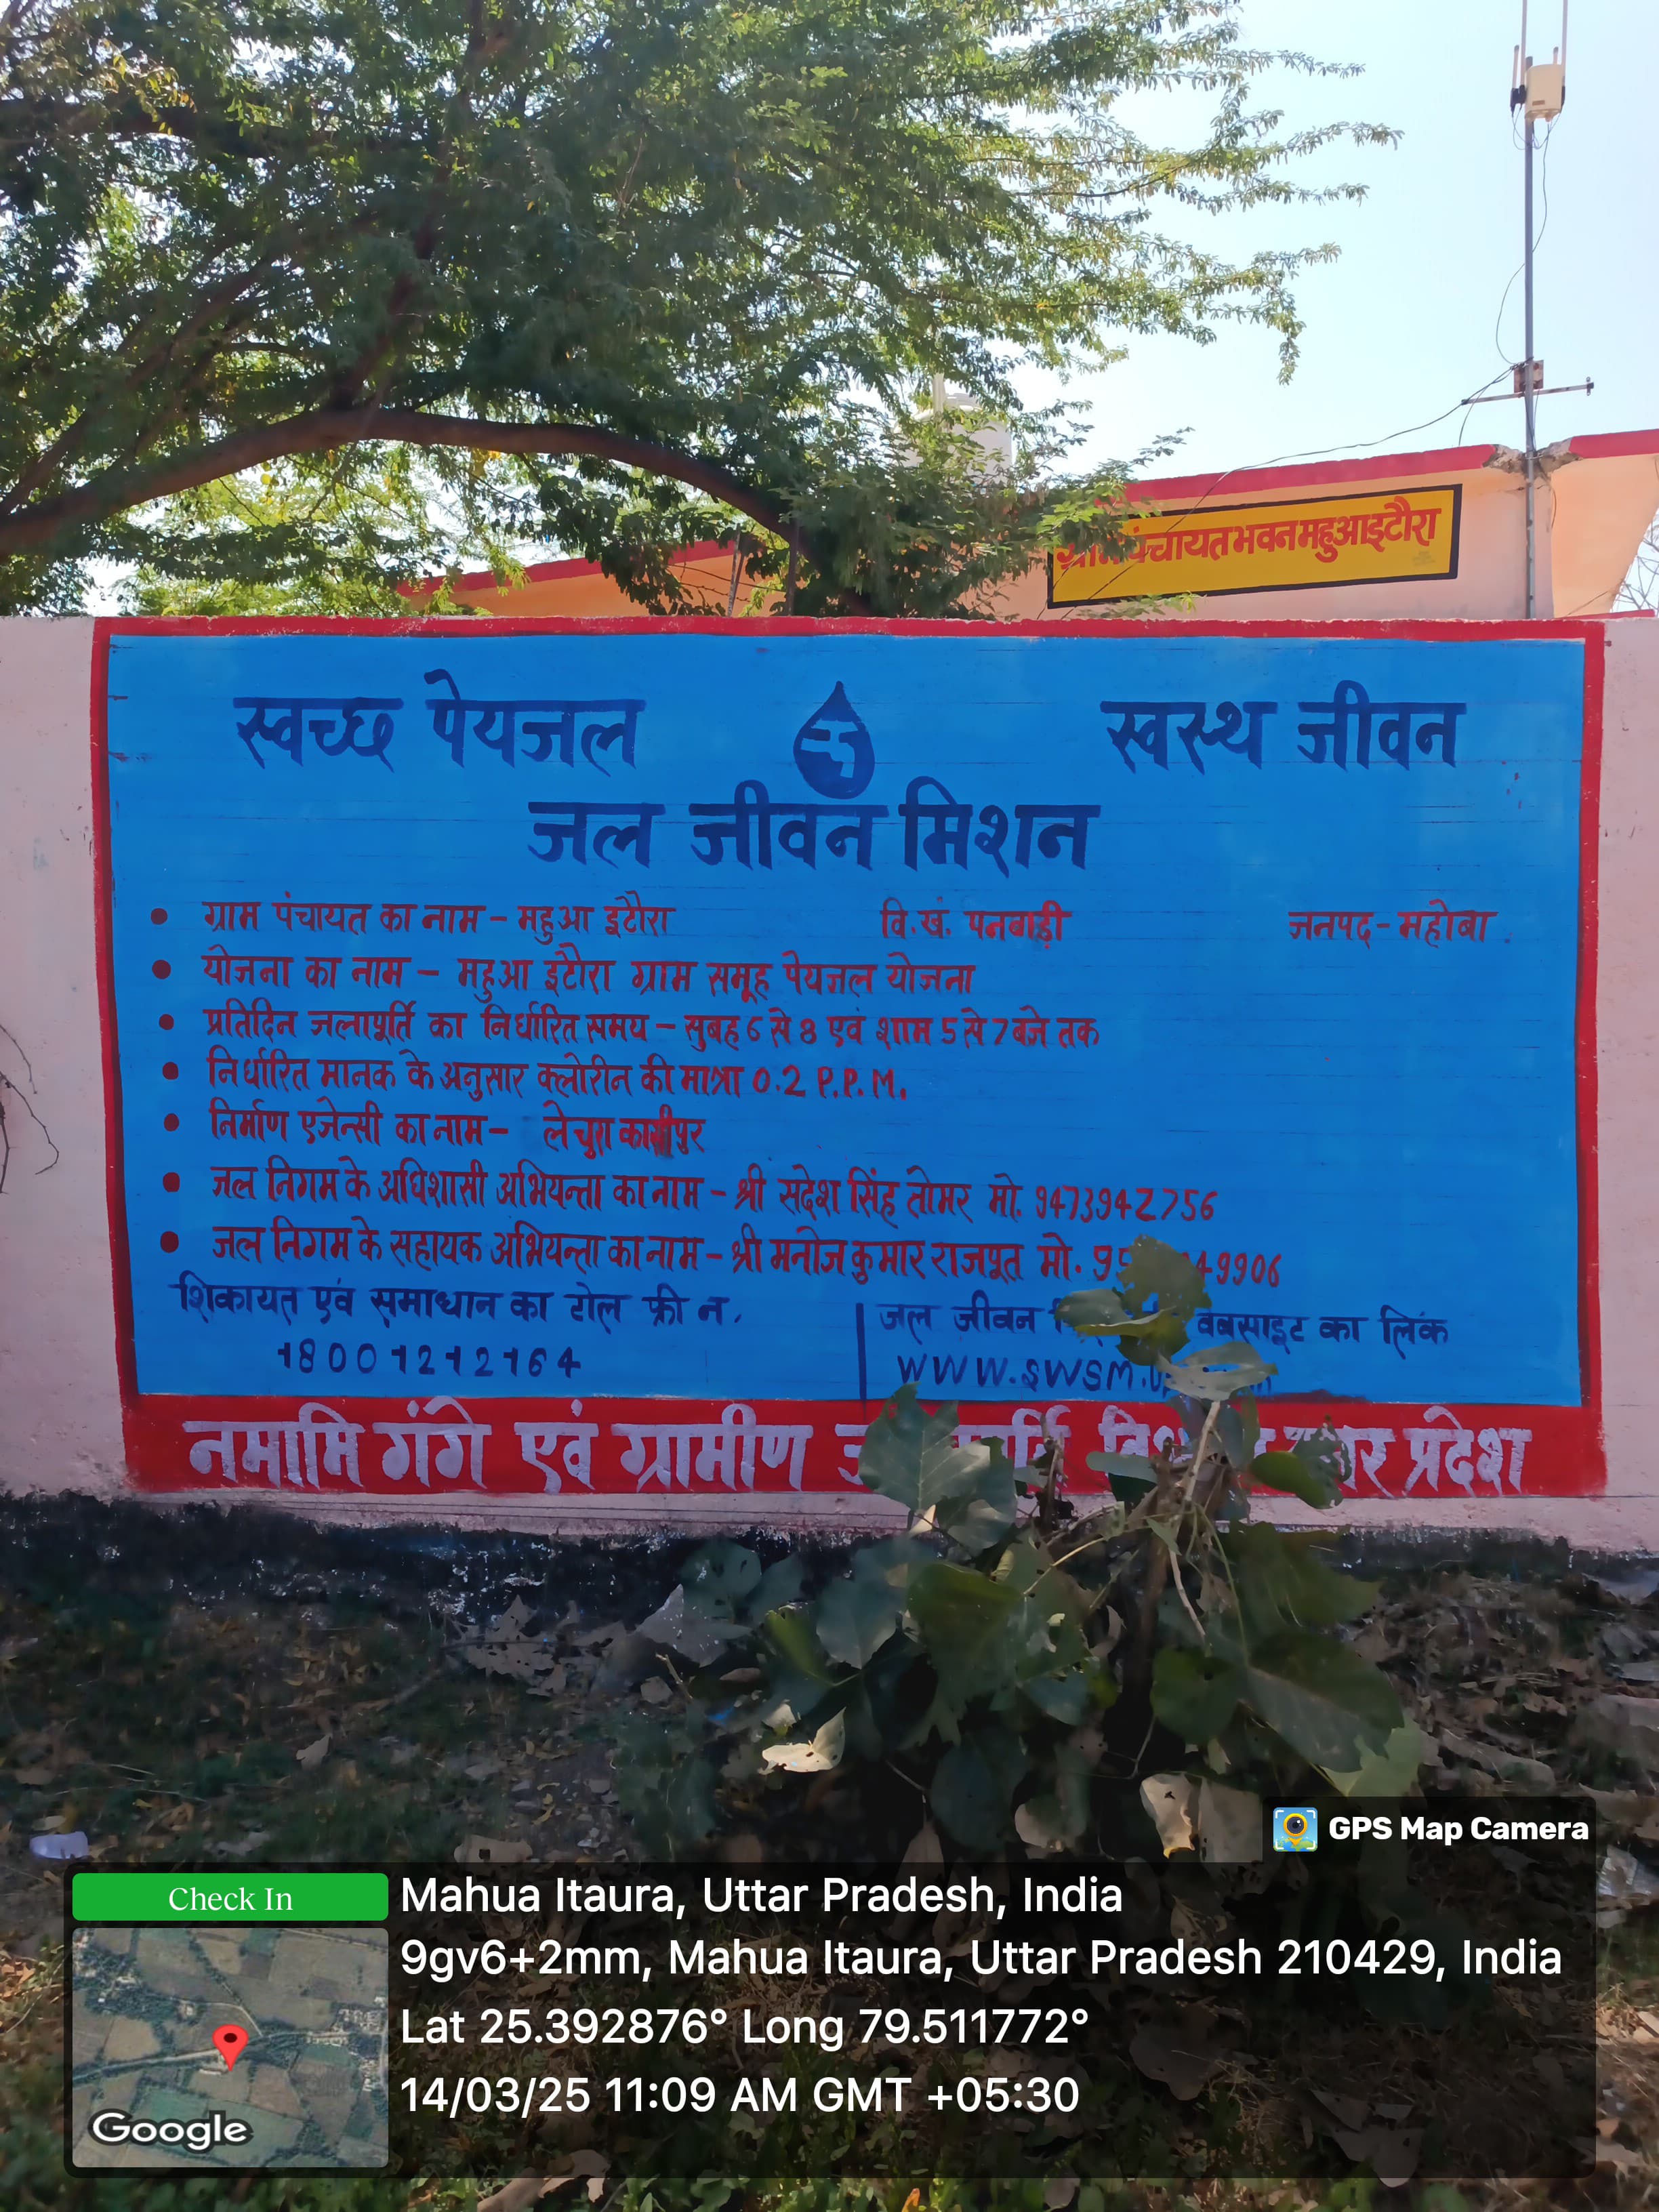 पंचायत भवन महुआ इटौरा
स्वच्छ पेयजल स्वस्थ जीवन
जल जीवन मिशन
• ग्राम पंचायत का नाम – महुआ इटौरा वि.खं. पनवाड़ी जनपद- महोबा.
• योजना का नाम – महुआ इटौरा ग्राम समूह पेयजल योजना
• प्रतिदिन जलापूर्ति का निर्धारित समय – सुबह 6 से 8 एवं शाम 5 से 7 बजे तक
• निर्धारित मानक के अनुसार क्लोरीन की मात्रा 0.2 P.P.M.
• निर्माण एजेन्सी का नाम –
• जल निगम के अधिशासी अभियन्ता का नाम – श्री संदेश सिंह तोमर मो. 9473942756
• जल निगम के सहायक अभियन्ता का नाम – श्री मनोज कुमार राजपूत मो.
शिकायत एवं समाधान का टोल फ्री न.
18001212164
जल जीवन वेबसाइट का लिंक
WWW.SWSM.
नमामि गंगे एवं ग्रामीण प्रदेश
GPS Map Camera
Check In
Mahua Itaura, Uttar Pradesh, India
9gv6+2mm, Mahua Itaura, Uttar Pradesh 210429, India
Lat 25.392876° Long 79.511772°
14/03/25 11:09 AM GMT +05:30
Google